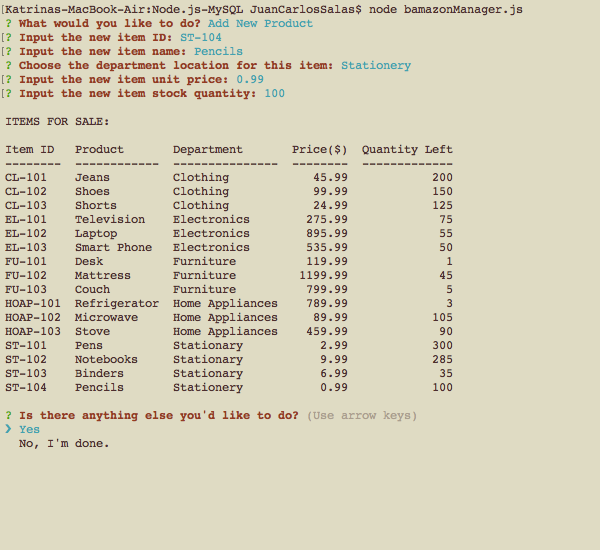 [Katrinas-MacBook-Air:Node.js-MySQL JuanCarlosSalas$ node bamazonManager.js
? What would you like to do? Add New Product
[? Input the new item ID: ST-104
[? Input the new item name: Pencils
? Choose the department location for this item: Stationery
[? Input the new item unit price: 0.99
[? Input the new item stock quantity: 100
ITEMS FOR SALE:
Item ID   Product       Department       Price($)  Quantity Left
--------  ------------  ---------------  --------  -------------
CL-101    Jeans         Clothing            45.99            200
CL-102    Shoes         Clothing            99.99            150
CL-103    Shorts        Clothing            24.99            125
EL-101    Television    Electronics        275.99             75
EL-102    Laptop        Electronics        895.99             55
EL-103    Smart Phone   Electronics        535.99             50
FU-101    Desk          Furniture          119.99              1
FU-102    Mattress      Furniture         1199.99             45
FU-103    Couch         Furniture          799.99              5
HOAP-101  Refrigerator  Home Appliances    789.99              3
HOAP-102  Microwave     Home Appliances     89.99            105
HOAP-103  Stove         Home Appliances    459.99             90
ST-101    Pens          Stationary           2.99            300
ST-102    Notebooks     Stationary           9.99            285
ST-103    Binders       Stationary           6.99             35
ST-104    Pencils       Stationery           0.99            100
? Is there anything else you'd like to do? (Use arrow keys)
❯ Yes
No, I'm done.